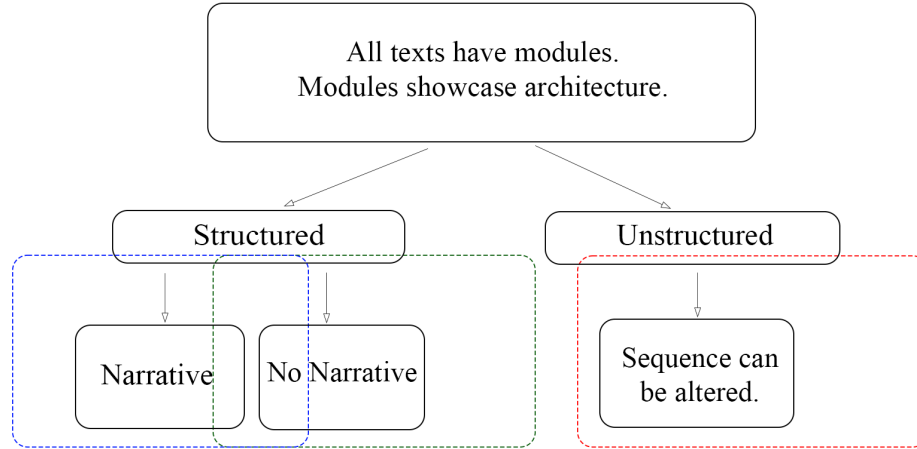 All texts have modules.
Modules showcase architecture.
Structured
Unstructured
Narrative
No Narrative
Sequence can
be altered.